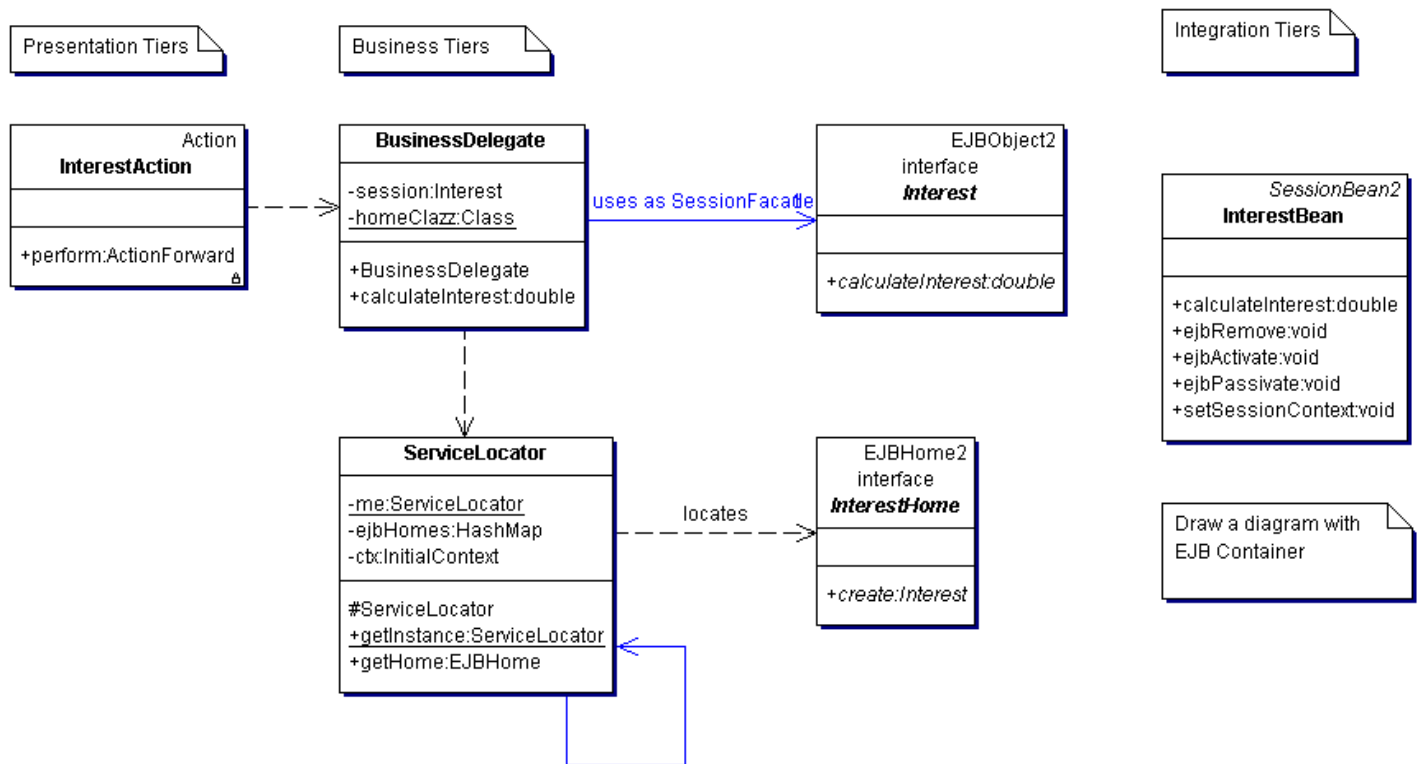 Presentation Tiers
Business Tiers
Integration Tiers
Action
InterestAction
+perform:ActionForward
BusinessDelegate
-session:Interest
-homeClazz:Class
+BusinessDelegate
+calculateInterest:double
uses as SessionFacade
1
EJBObject2
interface
Interest
+calculateInterest:double
SessionBean2
InterestBean
+calculateInterest:double
+ejbRemove:void
+ejbActivate:void
+ejbPassivate:void
+setSessionContext:void
ServiceLocator
-me:ServiceLocator
-ejbHomes:HashMap
-ctx:InitialContext
#ServiceLocator
+getInstance:ServiceLocator
+getHome:EJBHome
locates
EJBHome2
interface
InterestHome
+create:Interest
Draw a diagram with
EJB Container